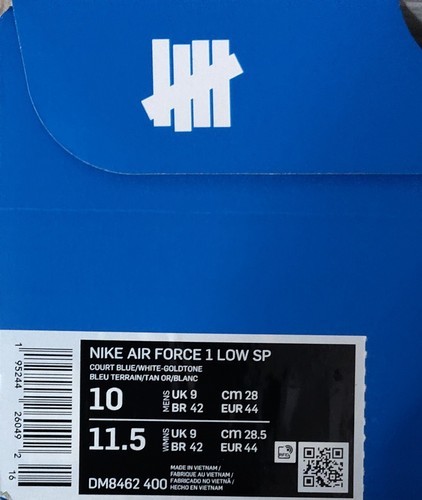 NIKE AIR FORCE 1 LOW SP
COURT BLUE/WHITE-GOLDTONE
BLEU TERRAIN/TAN OR/BLANC
10 MENS UK 9 CM 28
BR 42 EUR 44
11.5 WMNS UK 9 CM 28.5
BR 42 EUR 44
MADE IN VIETNAM /
FABRIQUE AU VIETNAM /
FABRICADO NO VIETNÃ /
HECHO EN VIETNAM
DM8462 400
1 95244 26049 2 16